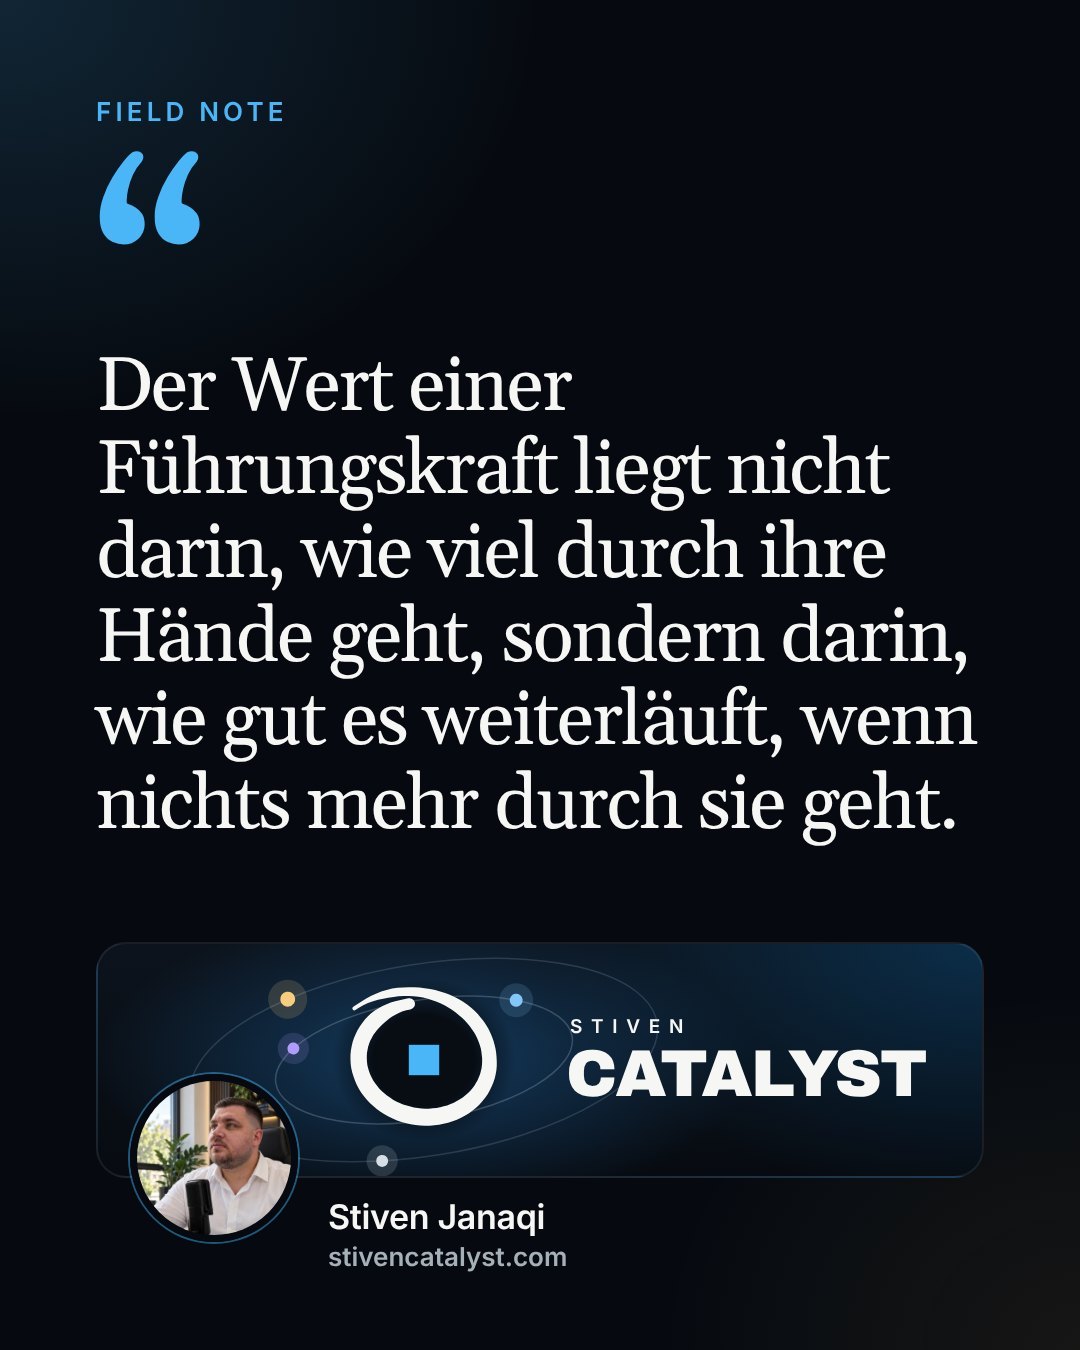 FIELD NOTE
“
Der Wert einer
Führungskraft liegt nicht
darin, wie viel durch ihre
Hände geht, sondern darin,
wie gut es weiterläuft, wenn
nichts mehr durch sie geht.
STIVEN
CATALYST
Stiven Janaqi
stivencatalyst.com